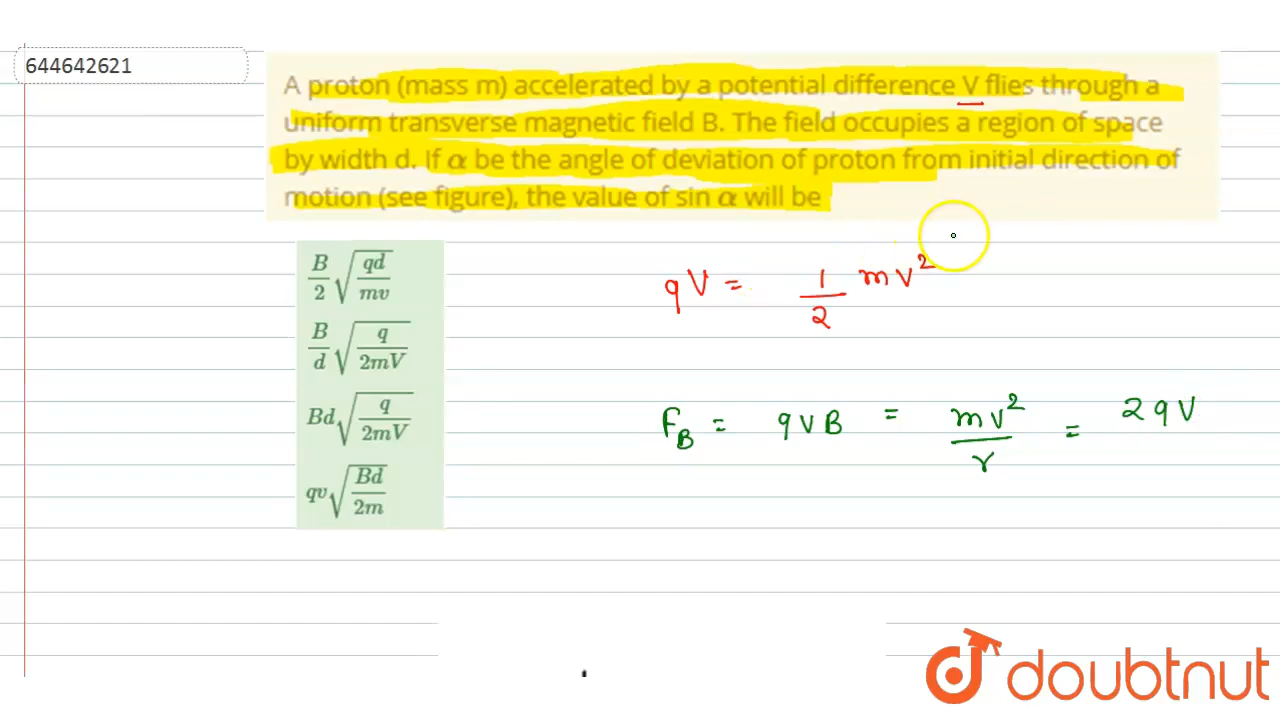 644642621
A proton (mass m) accelerated by a potential difference V flies through a
uniform transverse magnetic field B. The field occupies a region of space
by width d. If α be the angle of deviation of proton from initial direction of
motion (see figure), the value of sin α will be
B/2 √(qd/mv)
B/d √(q/2mV)
Bd √(q/2mV)
qv √(Bd/2m)
qV = 1/2 mv²
F_B = qVB = mv²/r = 2qV
doubtnut